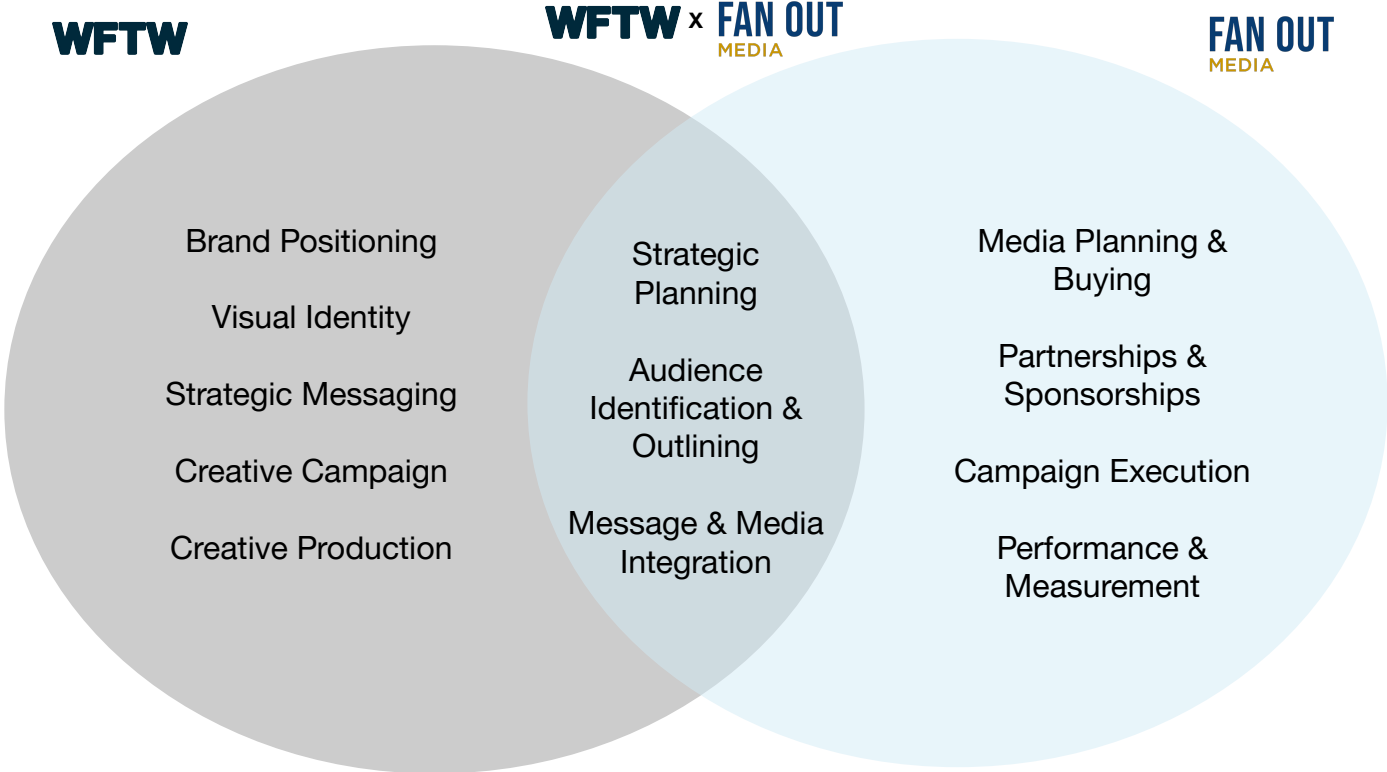 WFTW
WFTW x FAN OUT
MEDIA
FAN OUT
MEDIA
Brand Positioning
Visual Identity
Strategic Messaging
Creative Campaign
Creative Production
Strategic
Planning
Audience
Identification &
Outlining
Message & Media
Integration
Media Planning &
Buying
Partnerships &
Sponsorships
Campaign Execution
Performance &
Measurement